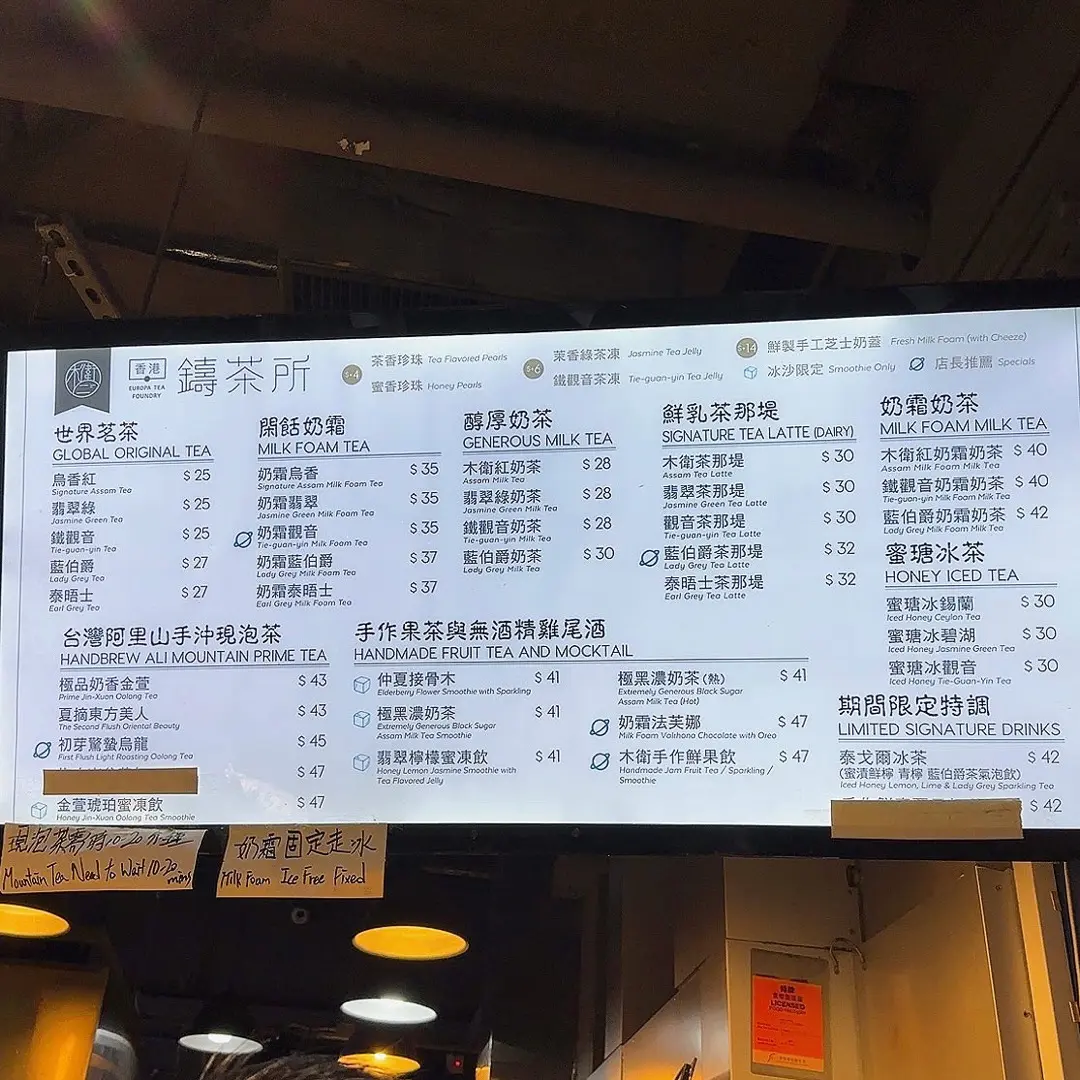 香港
EUROPA TEA
FOUNDRY
鑄茶所
$•4
茶香珍珠 Tea Flavored Pearls
蜜香珍珠 Honey Pearls
$•6
茉香綠茶凍 Jasmine Tea Jelly
鐵觀音茶凍 Tie-guan-yin Tea Jelly
$•14
鮮製手工芝士奶蓋 Fresh Milk Foam (with Cheeze)
冰沙限定 Smoothie Only
店長推薦 Specials
世界茗茶
GLOBAL ORIGINAL TEA
烏香紅 $ 25
Signature Assam Tea
翡翠綠 $ 25
Jasmine Green Tea
鐵觀音 $ 25
Tie-guan-yin Tea
藍伯爵 $ 27
Lady Grey Tea
泰晤士 $ 27
Earl Grey Tea
開話奶霜
MILK FOAM TEA
奶霜烏香 $ 35
Signature Assam Milk Foam Tea
奶霜翡翠 $ 35
Jasmine Green Milk Foam Tea
奶霜觀音 $ 35
Tie-guan-yin Milk Foam Tea
奶霜藍伯爵 $ 37
Lady Grey Milk Foam Tea
奶霜泰晤士 $ 37
Earl Grey Milk Foam Tea
醇厚奶茶
GENEROUS MILK TEA
木衛紅奶茶 $ 28
Assam Milk Tea
翡翠綠奶茶 $ 28
Jasmine Green Milk Tea
鐵觀音奶茶 $ 28
Tie-guan-yin Milk Tea
藍伯爵奶茶 $ 30
Lady Grey Milk Tea
鮮乳茶那堤
SIGNATURE TEA LATTE (DAIRY)
木衛茶那堤 $ 30
Assam Tea Latte
翡翠茶那堤 $ 30
Jasmine Green Tea Latte
觀音茶那堤 $ 30
Tie-guan-yin Tea Latte
藍伯爵茶那堤 $ 32
Lady Grey Tea Latte
泰晤士茶那堤 $ 32
Earl Grey Tea Latte
奶霜奶茶
MILK FOAM MILK TEA
木衛紅奶霜奶茶 $ 40
Assam Milk Foam Milk Tea
鐵觀音奶霜奶茶 $ 40
Tie-guan-yin Milk Foam Milk Tea
藍伯爵奶霜奶茶 $ 42
Lady Grey Milk Foam Milk Tea
蜜瑭冰茶
HONEY ICED TEA
蜜瑭冰錫蘭 $ 30
Iced Honey Ceylon Tea
蜜瑭冰碧湖 $ 30
Iced Honey Jasmine Green Tea
蜜瑭冰觀音 $ 30
Iced Honey Tie-Guan-Yin Tea
台灣阿里山手沖現泡茶
HANDBREW ALI MOUNTAIN PRIME TEA
極品奶香金萱 $ 43
Prime Jin-Xuan Oolong Tea
夏摘東方美人 $ 43
The Second Flush Oriental Beauty
初芽驚蟄烏龍 $ 45
First Flush Light Roasting Oolong Tea
$ 47
金萱琥珀蜜凍飲 $ 47
Honey Jin-Xuan Oolong Tea Smoothie
手作果茶與無酒精雞尾酒
HANDMADE FRUIT TEA AND MOCKTAIL
仲夏接骨木 $ 41
Elderberry Flower Smoothie with Sparkling
極黑濃奶茶 $ 41
Extremely Generous Black Sugar
Assam Milk Tea Smoothie
翡翠檸檬蜜凍飲 $ 41
Honey Lemon Jasmine Smoothie with
Tea Flavored Jelly
極黑濃奶茶(熱) $ 41
Extremely Generous Black Sugar
Assam Milk Tea (Hot)
奶霜法芙娜 $ 47
Milk Foam Valrhona Chocolate with Oreo
木衛手作鮮果飲 $ 47
Handmade Jam Fruit Tea / Sparkling /
Smoothie
期間限定特調
LIMITED SIGNATURE DRINKS
泰戈爾冰茶 $ 42
(蜜漬鮮檸 青檸 藍伯爵茶氣泡飲)
Iced Honey Lemon, Lime & Lady Grey Sparkling Tea
$ 42
現泡茶需時10-20分鐘
Mountain Tea Need to Wait 10-20 mins
奶霜固定走冰
Milk Foam Ice Free Fixed
LICENSED